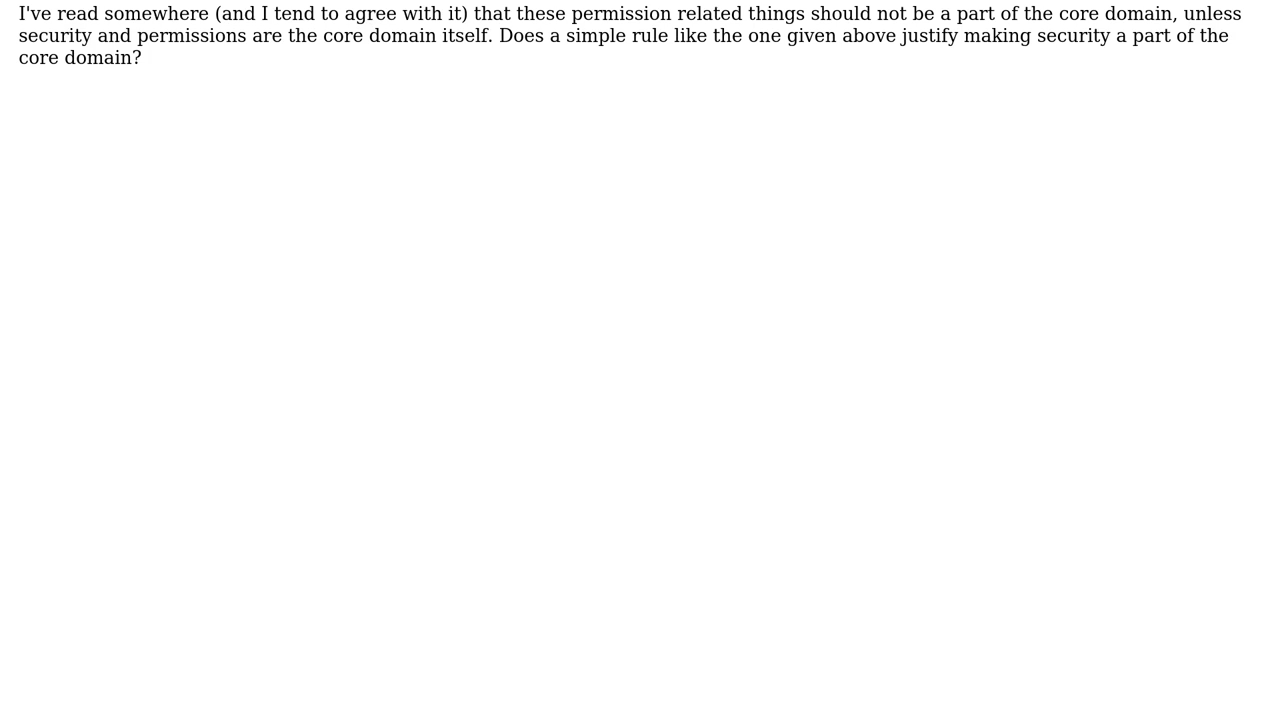 I've read somewhere (and I tend to agree with it) that these permission related things should not be a part of the core domain, unless
security and permissions are the core domain itself. Does a simple rule like the one given above justify making security a part of the
core domain?